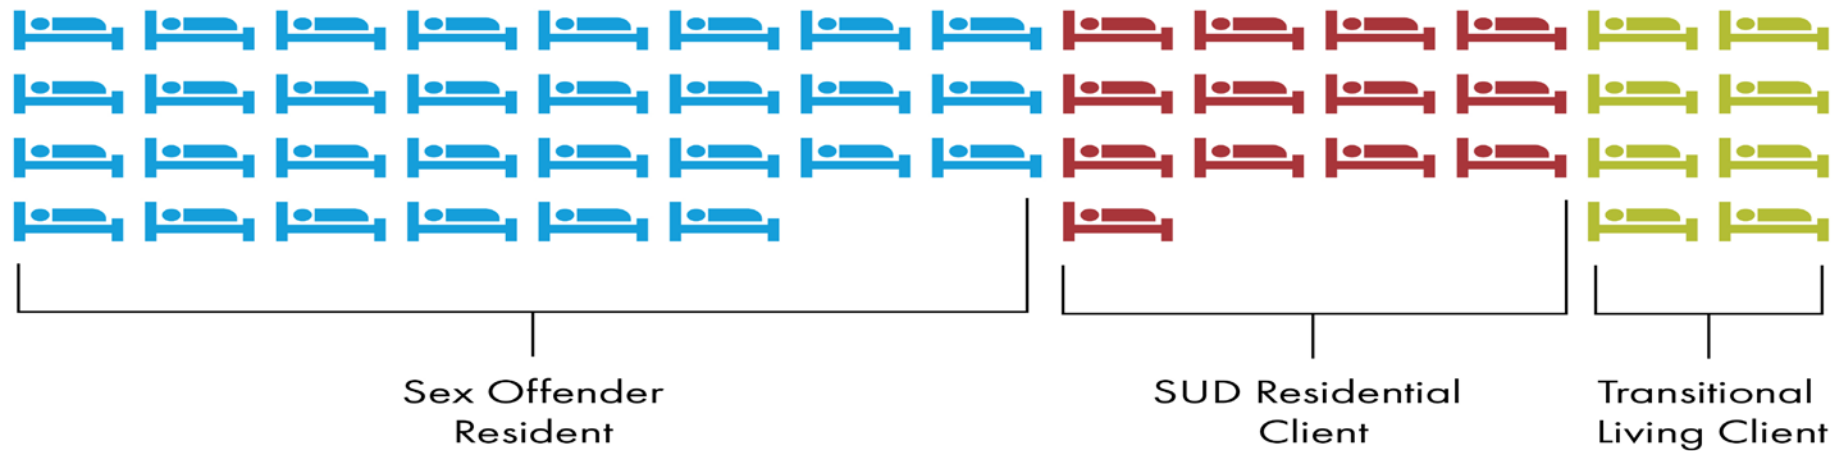 Sex Offender
Resident
SUD Residential
Client
Transitional
Living Client